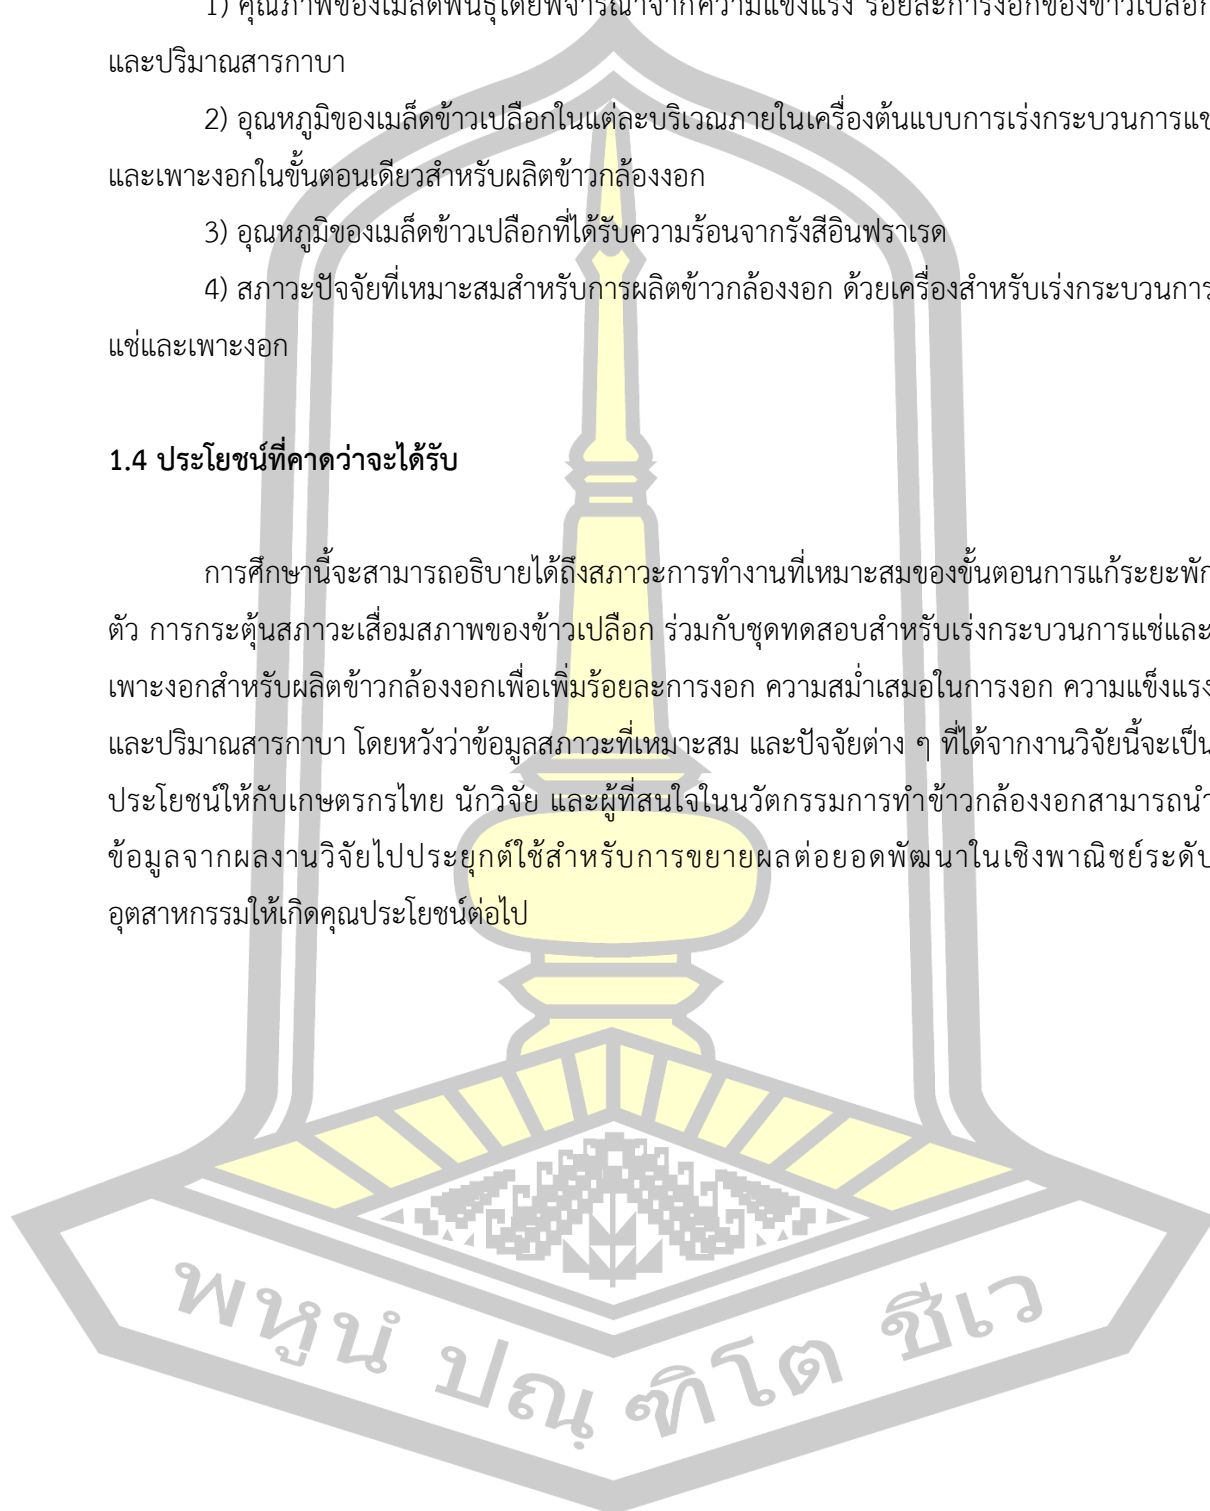 1) คุณภาพของเมล็ดพันธุ์โดยพิจารณาจากความแข็งแรง ร้อยละการงอกของข้าวเปลือก
และปริมาณสารกาบา
2) อุณหภูมิของเมล็ดข้าวเปลือกในแต่ละบริเวณภายในเครื่องต้นแบบการเร่งกระบวนการแช่
และเพาะงอกในขั้นตอนเดียวสำหรับผลิตข้าวกล้องงอก
3) อุณหภูมิของเมล็ดข้าวเปลือกที่ได้รับความร้อนจากรังสีอินฟราเรด
4) สภาวะปัจจัยที่เหมาะสมสำหรับการผลิตข้าวกล้องงอก ด้วยเครื่องสำหรับเร่งกระบวนการ
แช่และเพาะงอก
1.4 ประโยชน์ที่คาดว่าจะได้รับ
การศึกษานี้จะสามารถอธิบายได้ถึงสภาวะการทำงานที่เหมาะสมของขั้นตอนการแก้ระยะพัก
ตัว การกระตุ้นสภาวะเสื่อมสภาพของข้าวเปลือก ร่วมกับชุดทดสอบสำหรับเร่งกระบวนการแช่และ
เพาะงอกสำหรับผลิตข้าวกล้องงอกเพื่อเพิ่มร้อยละการงอก ความสม่ำเสมอในการงอก ความแข็งแรง
และปริมาณสารกาบา โดยหวังว่าข้อมูลสภาวะที่เหมาะสม และปัจจัยต่าง ๆ ที่ได้จากงานวิจัยนี้จะเป็น
ประโยชน์ให้กับเกษตรกรไทย นักวิจัย และผู้ที่สนใจในนวัตกรรมการทำข้าวกล้องงอกสามารถนำ
ข้อมูลจากผลงานวิจัยไปประยุกต์ใช้สำหรับการขยายผลต่อยอดพัฒนาในเชิงพาณิชย์ระดับ
อุตสาหกรรมให้เกิดคุณประโยชน์ต่อไป
พหูนํ ปณฺ ฑิโต ชีเว